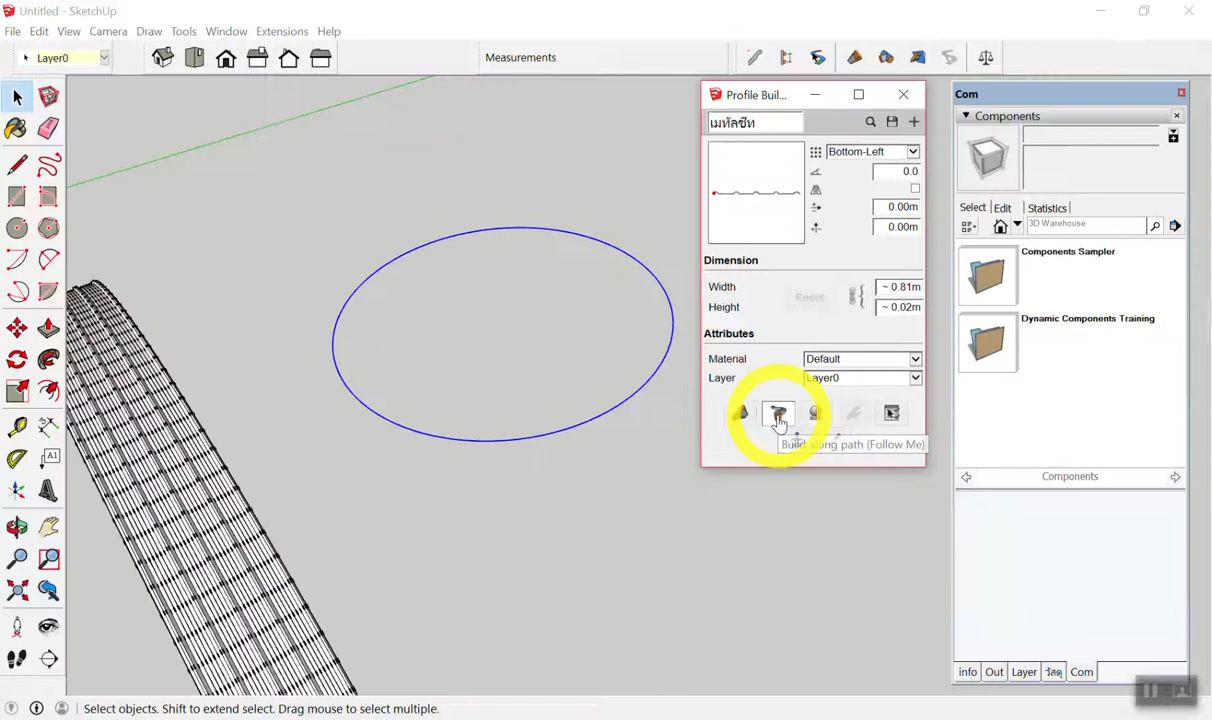 Untitled - SketchUp
File Edit View Camera Draw Tools Window Extensions Help
Layer0
Measurements
Profile Buil...
เมทัลชีท
Bottom-Left
0.0
0.00m
0.00m
Dimension
Width
~ 0.81m
Reset
Height
~ 0.02m
Attributes
Material
Default
Layer
Layer0
Build along path (Follow Me)
Com
Components
Select Edit Statistics
3D Warehouse
Components Sampler
Dynamic Components Training
Components
info Out Layer วัสดุ Com
A1
Select objects. Shift to extend select. Drag mouse to select multiple.